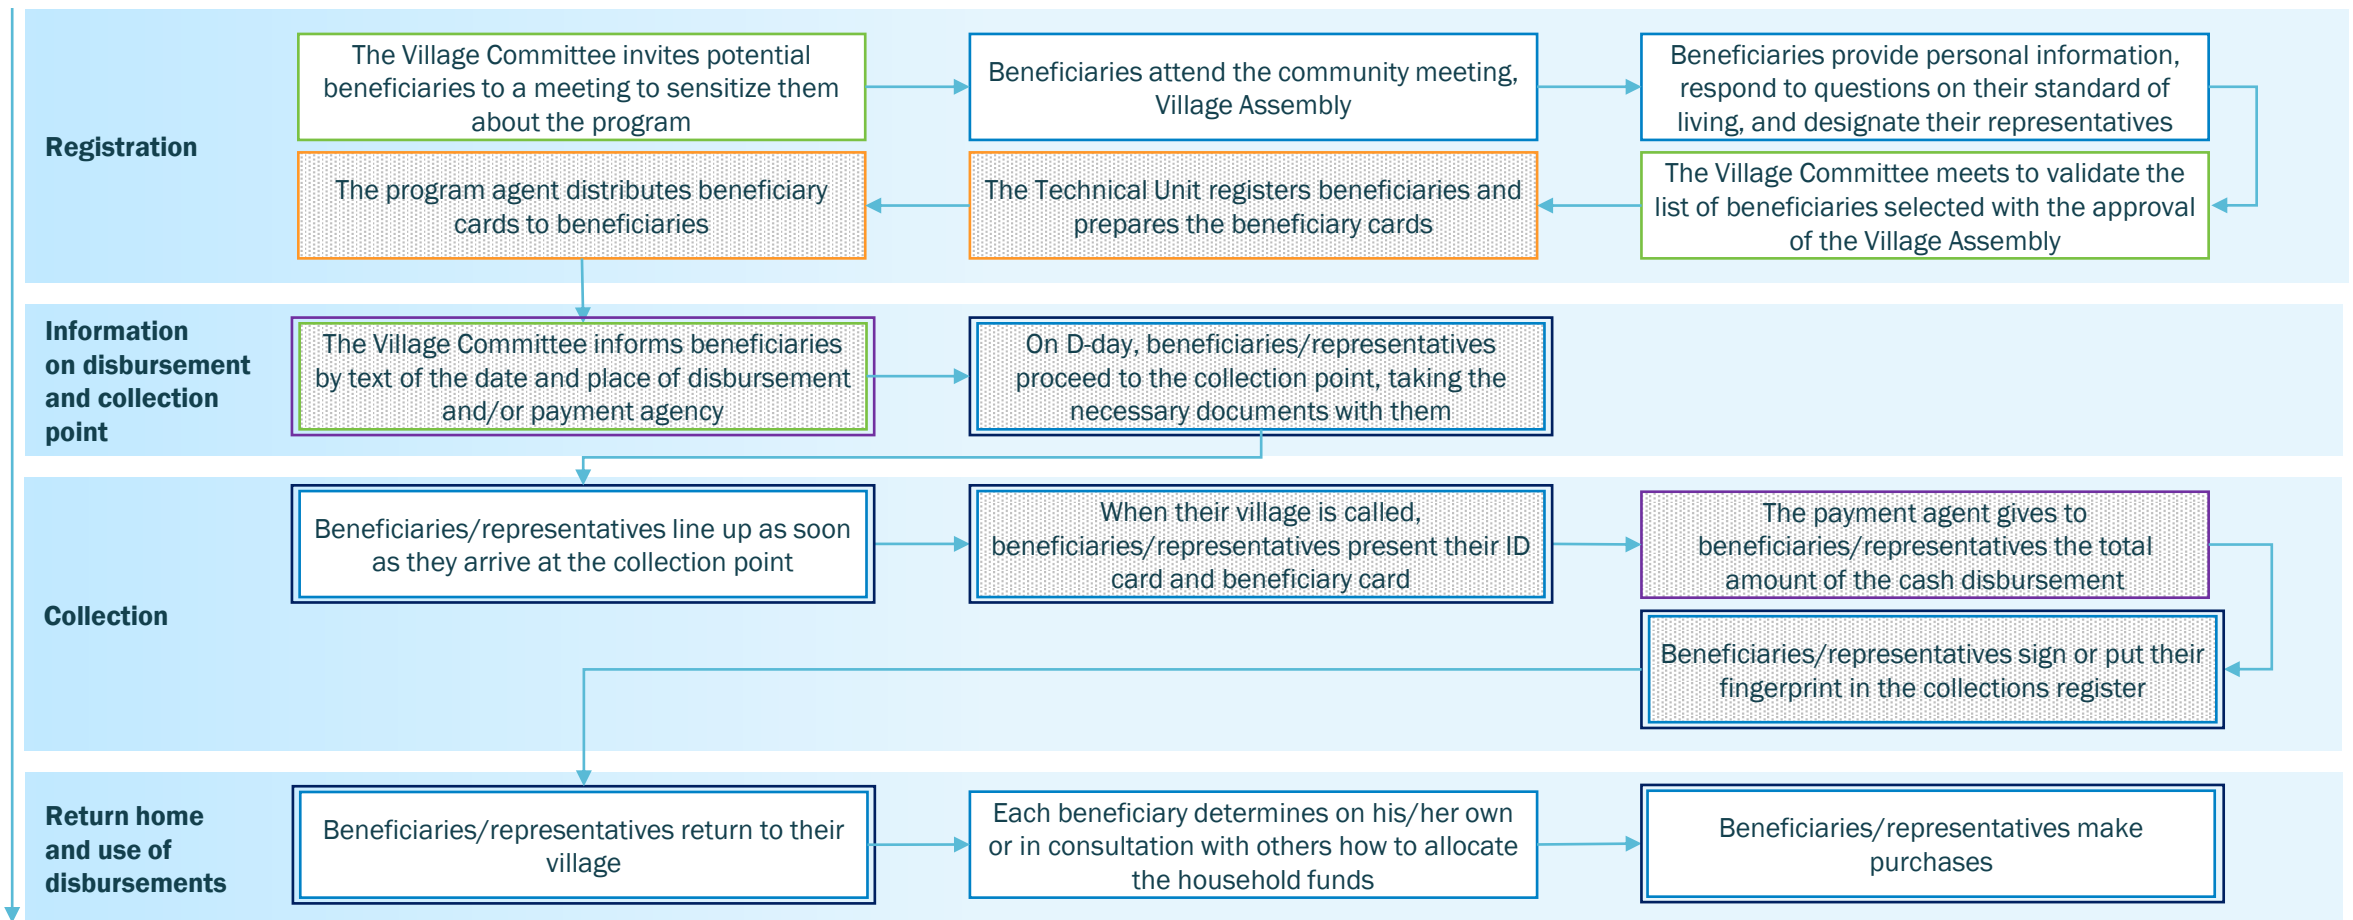 Registration
The Village Committee invites potential
beneficiaries to a meeting to sensitize them
about the program
Beneficiaries attend the community meeting,
Village Assembly
Beneficiaries provide personal information,
respond to questions on their standard of
living, and designate their representatives
The Village Committee meets to validate the
list of beneficiaries selected with the approval
of the Village Assembly
The Technical Unit registers beneficiaries and
prepares the beneficiary cards
The program agent distributes beneficiary
cards to beneficiaries
Information
on disbursement
and collection
point
The Village Committee informs beneficiaries
by text of the date and place of disbursement
and/or payment agency
On D-day, beneficiaries/representatives
proceed to the collection point, taking the
necessary documents with them
Collection
Beneficiaries/representatives line up as soon
as they arrive at the collection point
When their village is called,
beneficiaries/representatives present their ID
card and beneficiary card
The payment agent gives to
beneficiaries/representatives the total
amount of the cash disbursement
Beneficiaries/representatives sign or put their
fingerprint in the collections register
Return home
and use of
disbursements
Beneficiaries/representatives return to their
village
Each beneficiary determines on his/her own
or in consultation with others how to allocate
the household funds
Beneficiaries/representatives make
purchases